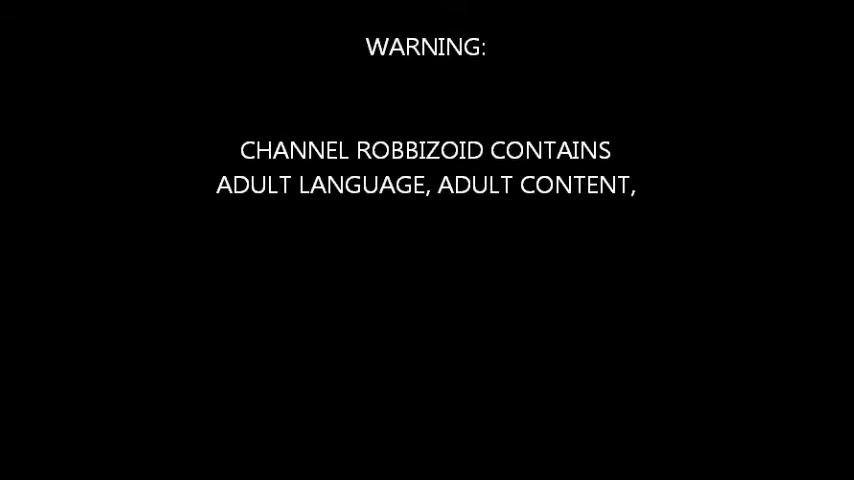 WARNING:
CHANNEL ROBBIZOID CONTAINS
ADULT LANGUAGE, ADULT CONTENT,